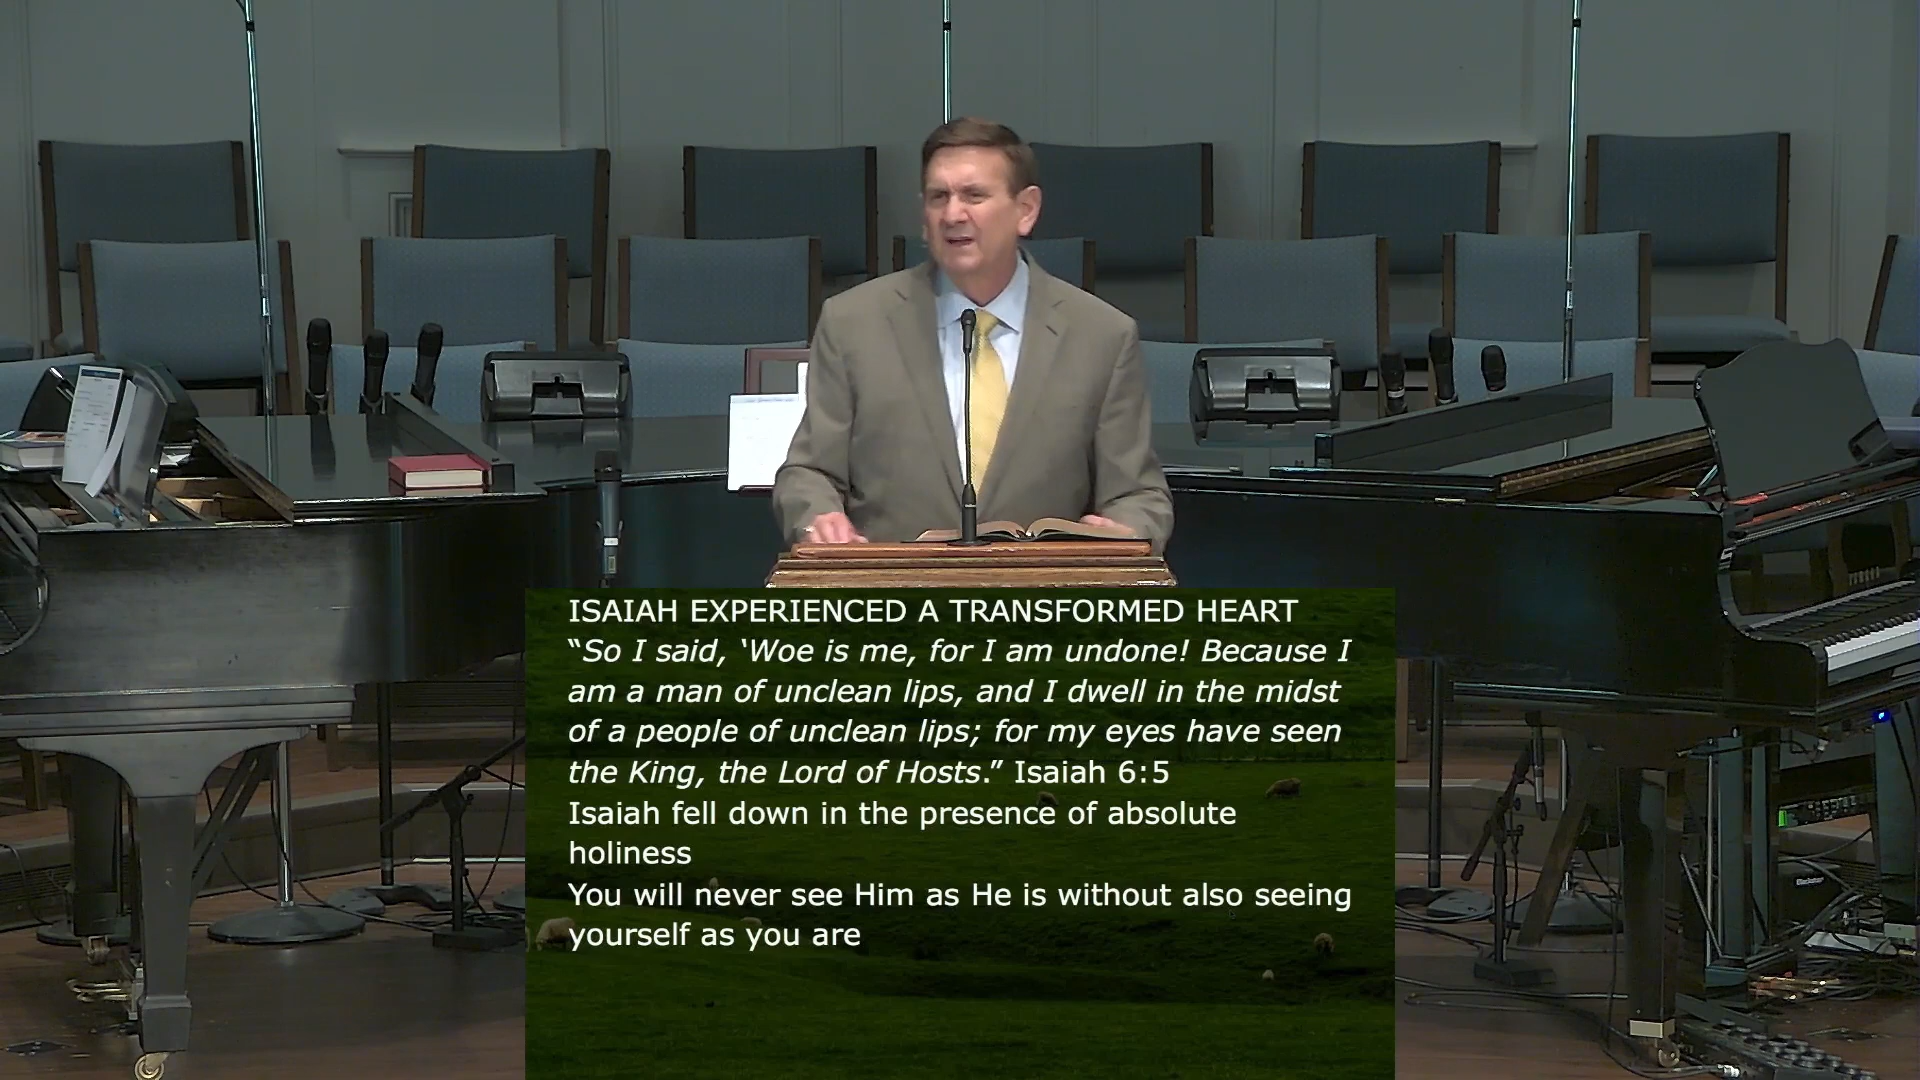 ISAIAH EXPERIENCED A TRANSFORMED HEART
“So I said, ‘Woe is me, for I am undone! Because I
am a man of unclean lips, and I dwell in the midst
of a people of unclean lips; for my eyes have seen
the King, the Lord of Hosts.” Isaiah 6:5
Isaiah fell down in the presence of absolute
holiness
You will never see Him as He is without also seeing
yourself as you are